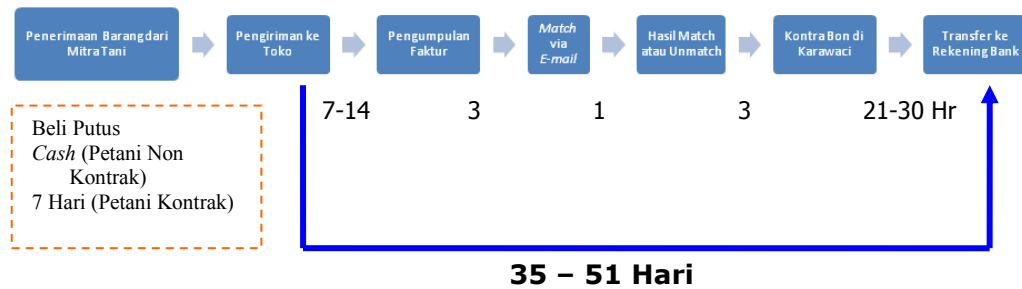 Penerimaan Barang dari
Mitra Tani
Pengiriman ke
Toko
Pengumpulan
Faktur
Match
via
E-mail
Hasil Match
atau Unmatch
Kontra Bon di
Karawaci
Transfer ke
Rekening Bank
7-14
3
1
3
21-30 Hr
Beli Putus
Cash (Petani Non
Kontrak)
7 Hari (Petani Kontrak)
35 – 51 Hari